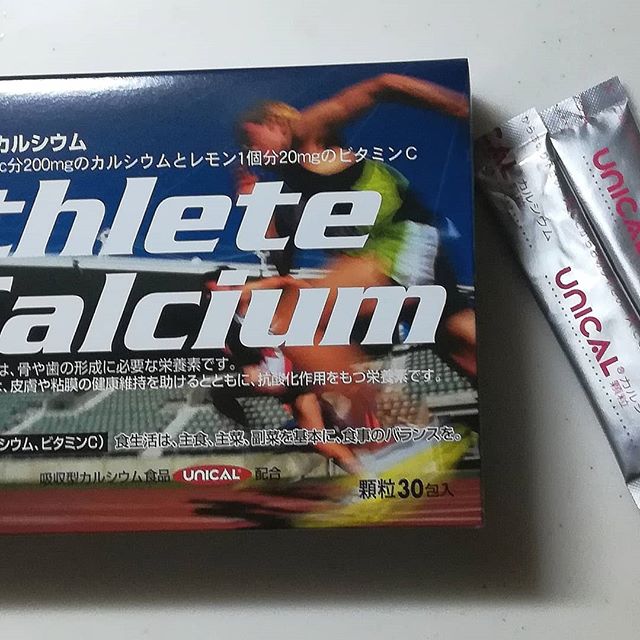 カルシウム
c分200mgのカルシウムとレモン1個分20mgのビタミンC
thlete
Calcium
は、骨や歯の形成に必要な栄養素です。
、皮膚や粘膜の健康維持を助けるとともに、抗酸化作用をもつ栄養素です。
シウム、ビタミンC) 食生活は、主食、主菜、副菜を基本に、食事のバランスを。
吸収型カルシウム食品 UNICAL® 配合
顆粒30包入
CAL
カルシウム
UNICAL®カル
顆粒
UNICAL